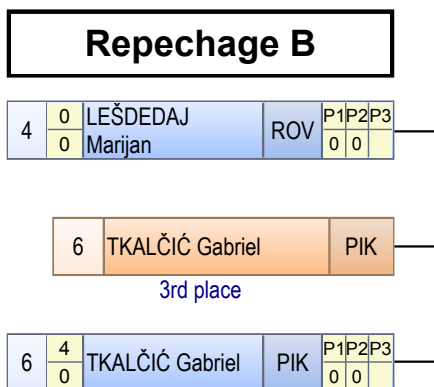 Repechage B
4 0 LEŠDEDAJ ROV P1 P2 P3
0 Marijan 0 0
6 TKALČIĆ Gabriel PIK
3rd place
6 4 TKALČIĆ Gabriel PIK P1 P2 P3
0 0 0